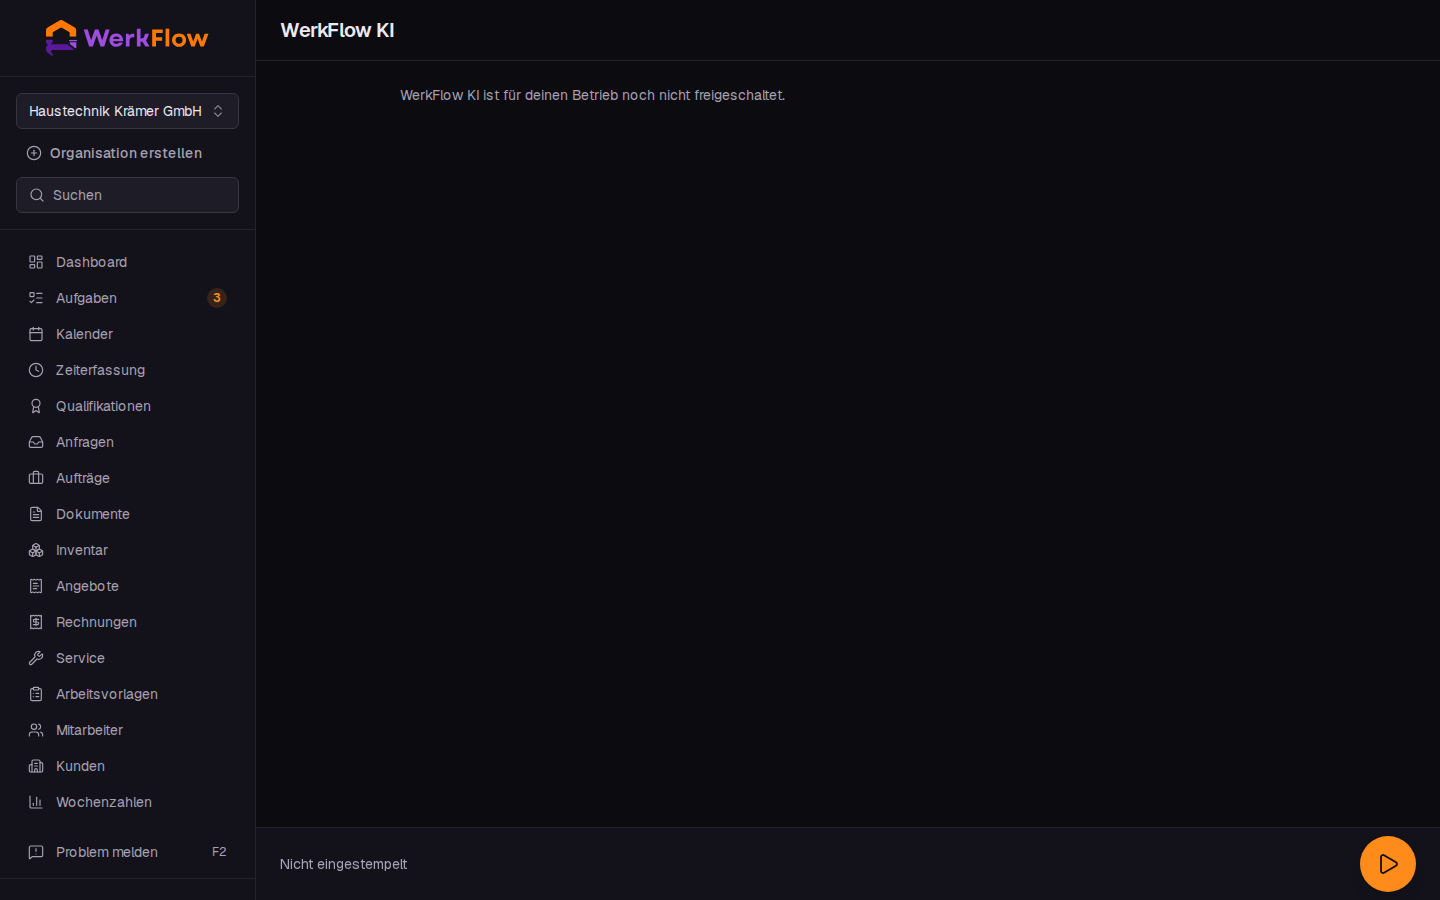 WerkFlow
Haustechnik Krämer GmbH
Organisation erstellen
Suchen
Dashboard
Aufgaben 3
Kalender
Zeiterfassung
Qualifikationen
Anfragen
Aufträge
Dokumente
Inventar
Angebote
Rechnungen
Service
Arbeitsvorlagen
Mitarbeiter
Kunden
Wochenzahlen
Problem melden F2
WerkFlow KI
WerkFlow KI ist für deinen Betrieb noch nicht freigeschaltet.
Nicht eingestempelt